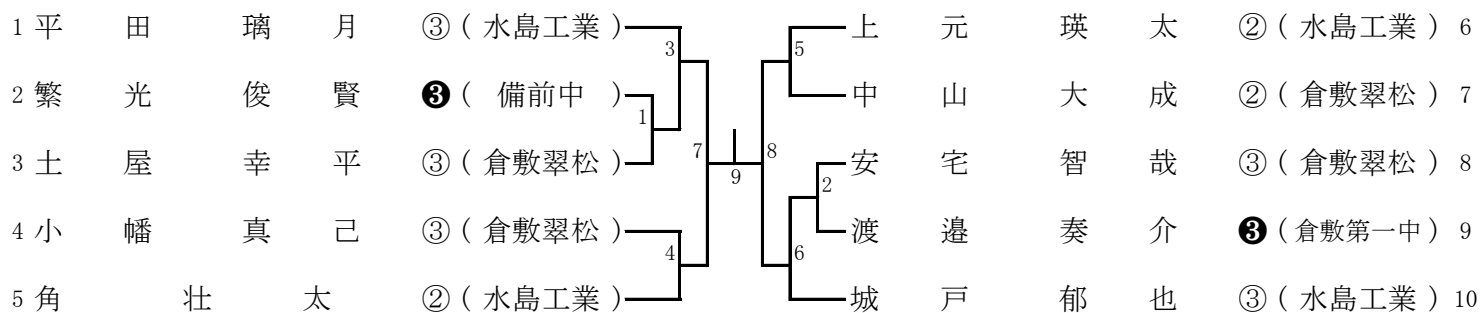 1 平田璃月 ③ ( 水島工業 ) 3 5 上元瑛太 ② ( 水島工業 ) 6
2 繁光俊賢 ❸ ( 備前中 ) 1 中山大成 ② ( 倉敷翠松 ) 7
3 土屋幸平 ③ ( 倉敷翠松 ) 7 9 8 2 安宅智哉 ③ ( 倉敷翠松 ) 8
4 小幡真己 ③ ( 倉敷翠松 ) 4 6 渡邉奏介 ❸ ( 倉敷第一中 ) 9
5 角壮太 ② ( 水島工業 ) 城戸郁也 ③ ( 水島工業 ) 10